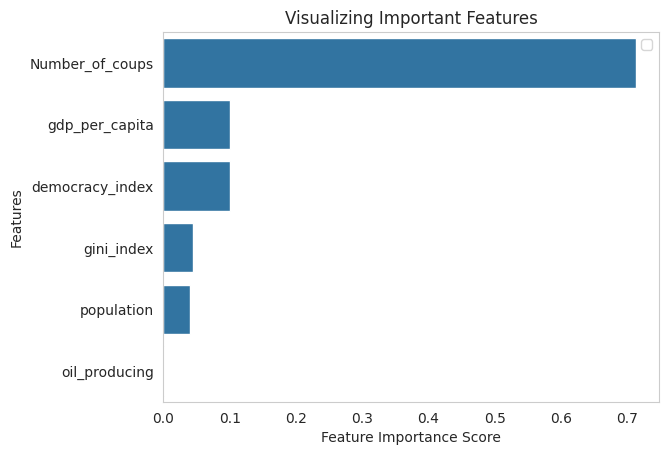 Visualizing Important Features
Number_of_coups
gdp_per_capita
democracy_index
gini_index
population
oil_producing
Features
0.0 0.1 0.2 0.3 0.4 0.5 0.6 0.7
Feature Importance Score